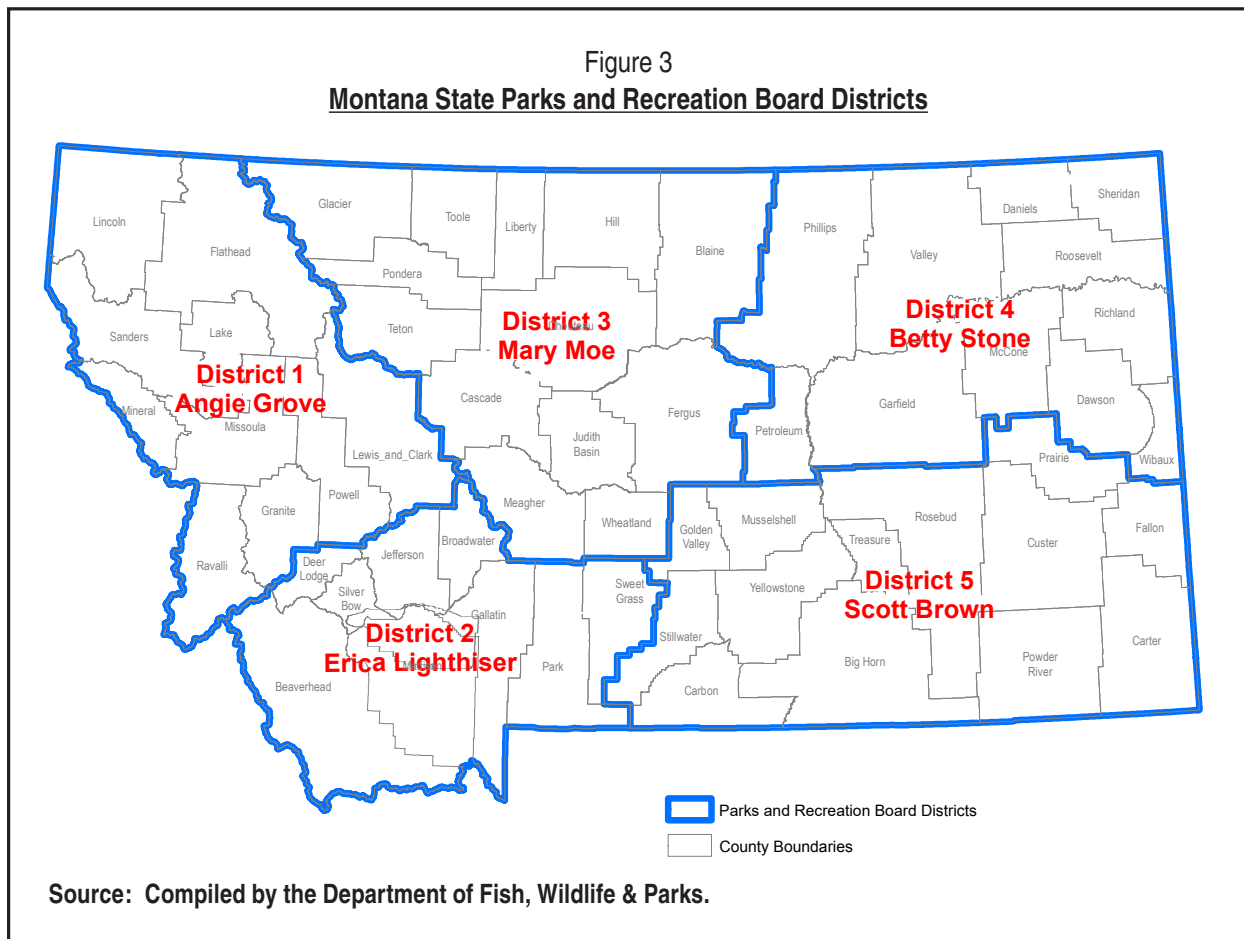 Figure 3
Montana State Parks and Recreation Board Districts
Lincoln
Flathead
Glacier
Toole
Liberty
Hill
Blaine
Phillips
Valley
Daniels
Sheridan
Roosevelt
Pondera
Teton
Chouteau
Richland
Sanders
Lake
District 3
Mary Moe
District 4
Betty Stone
McCone
District 1
Angie Grove
Mineral
Missoula
Cascade
Fergus
Judith
Basin
Petroleum
Garfield
Dawson
Lewis_and_Clark
Prairie
Wibaux
Powell
Granite
Meagher
Wheatland
Golden
Valley
Musselshell
Rosebud
Custer
Fallon
Treasure
Ravalli
Deer
Lodge
Jefferson
Broadwater
Silver
Bow
Gallatin
Sweet
Grass
Yellowstone
District 5
Scott Brown
District 2
Erica Lighthiser
Stillwater
Carter
Beaverhead
Park
Carbon
Big Horn
Powder
River
Parks and Recreation Board Districts
County Boundaries
Source: Compiled by the Department of Fish, Wildlife & Parks.